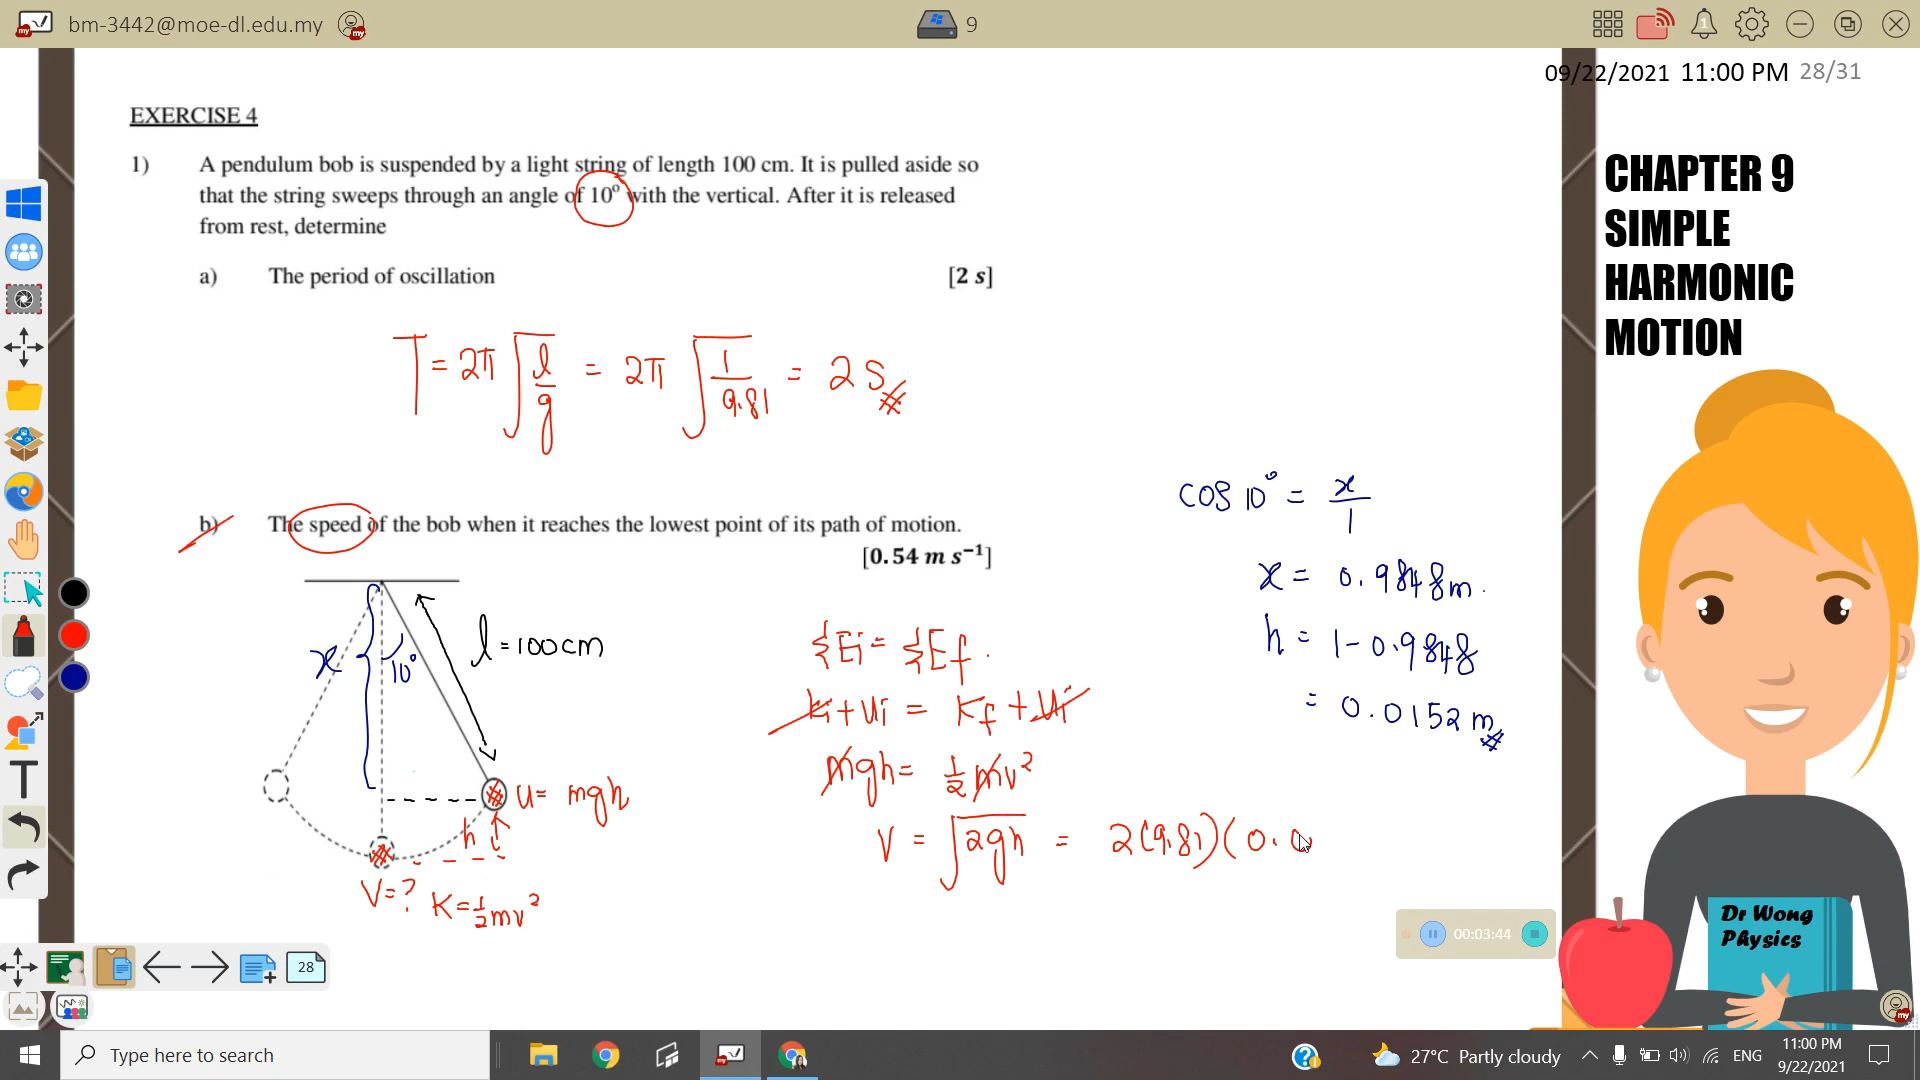 bm-3442@moe-dl.edu.my
9
1
09/22/2021 11:00 PM 28/31
EXERCISE 4
1) A pendulum bob is suspended by a light string of length 100 cm. It is pulled aside so
that the string sweeps through an angle of 10° with the vertical. After it is released
from rest, determine
a) The period of oscillation [2 s]
T = 2π √(l/g) = 2π √(1/9.81) = 2 s
b) The speed of the bob when it reaches the lowest point of its path of motion.
[0.54 m s⁻¹]
x
10°
l = 100 cm
U = mgh
h
V = ?
K = ½mv²
ΣEi = ΣEf.
Ki + Ui = Kf + Ui
mgh = ½mv²
V = √2gh = 2(9.81)(0.0
cos 10° = x/1
x = 0.9848m.
h = 1 - 0.9848
= 0.0152 m
CHAPTER 9
SIMPLE
HARMONIC
MOTION
Dr Wong
Physics
00:03:44
T
28
my
Type here to search
27°C Partly cloudy
ENG
11:00 PM
9/22/2021